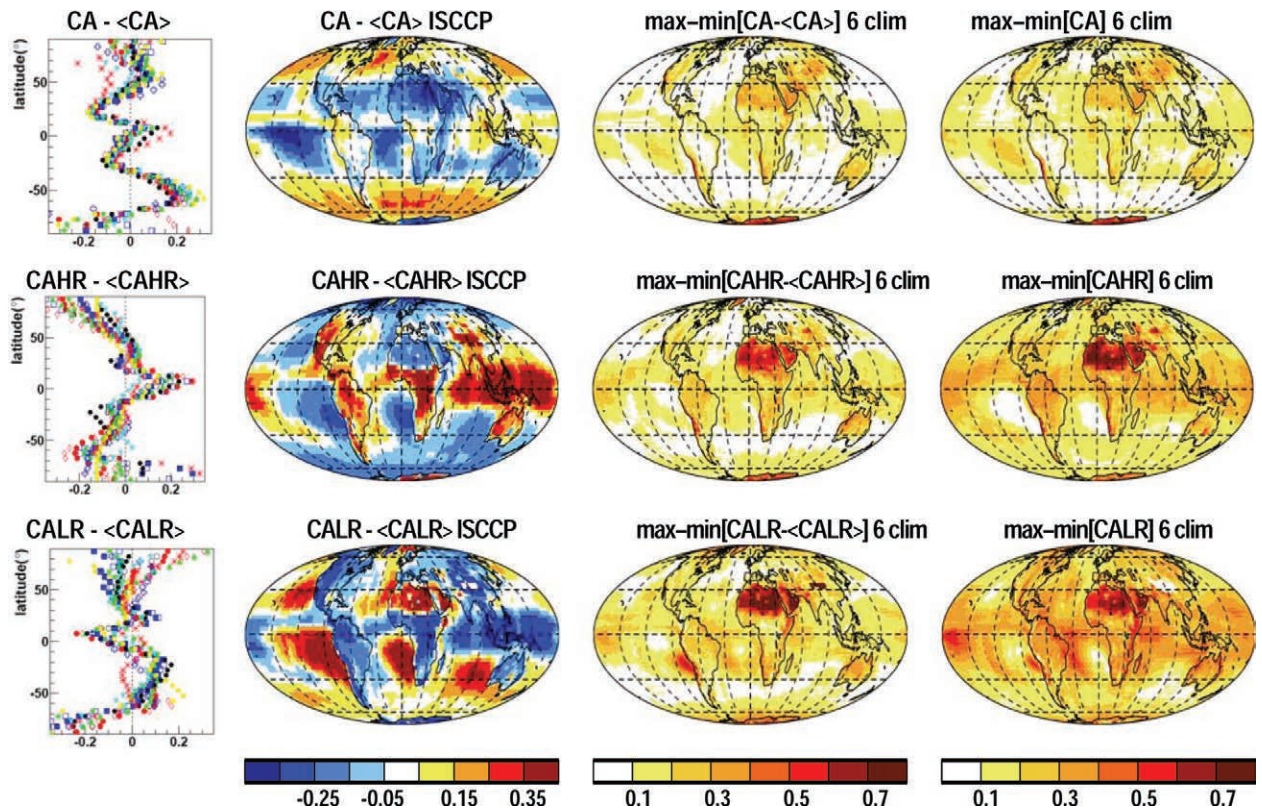 CA - <CA>
CA - <CA> ISCCP
max–min[CA-<CA>] 6 clim
max–min[CA] 6 clim
latitude(°)
50
0
-50
-0.2 0 0.2
CAHR - <CAHR>
CAHR - <CAHR> ISCCP
max–min[CAHR-<CAHR>] 6 clim
max–min[CAHR] 6 clim
latitude(°)
50
0
-50
-0.2 0 0.2
CALR - <CALR>
CALR - <CALR> ISCCP
max–min[CALR-<CALR>] 6 clim
max–min[CALR] 6 clim
latitude(°)
50
0
-50
-0.2 0 0.2
-0.25 -0.05 0.15 0.35
0.1 0.3 0.5 0.7
0.1 0.3 0.5 0.7